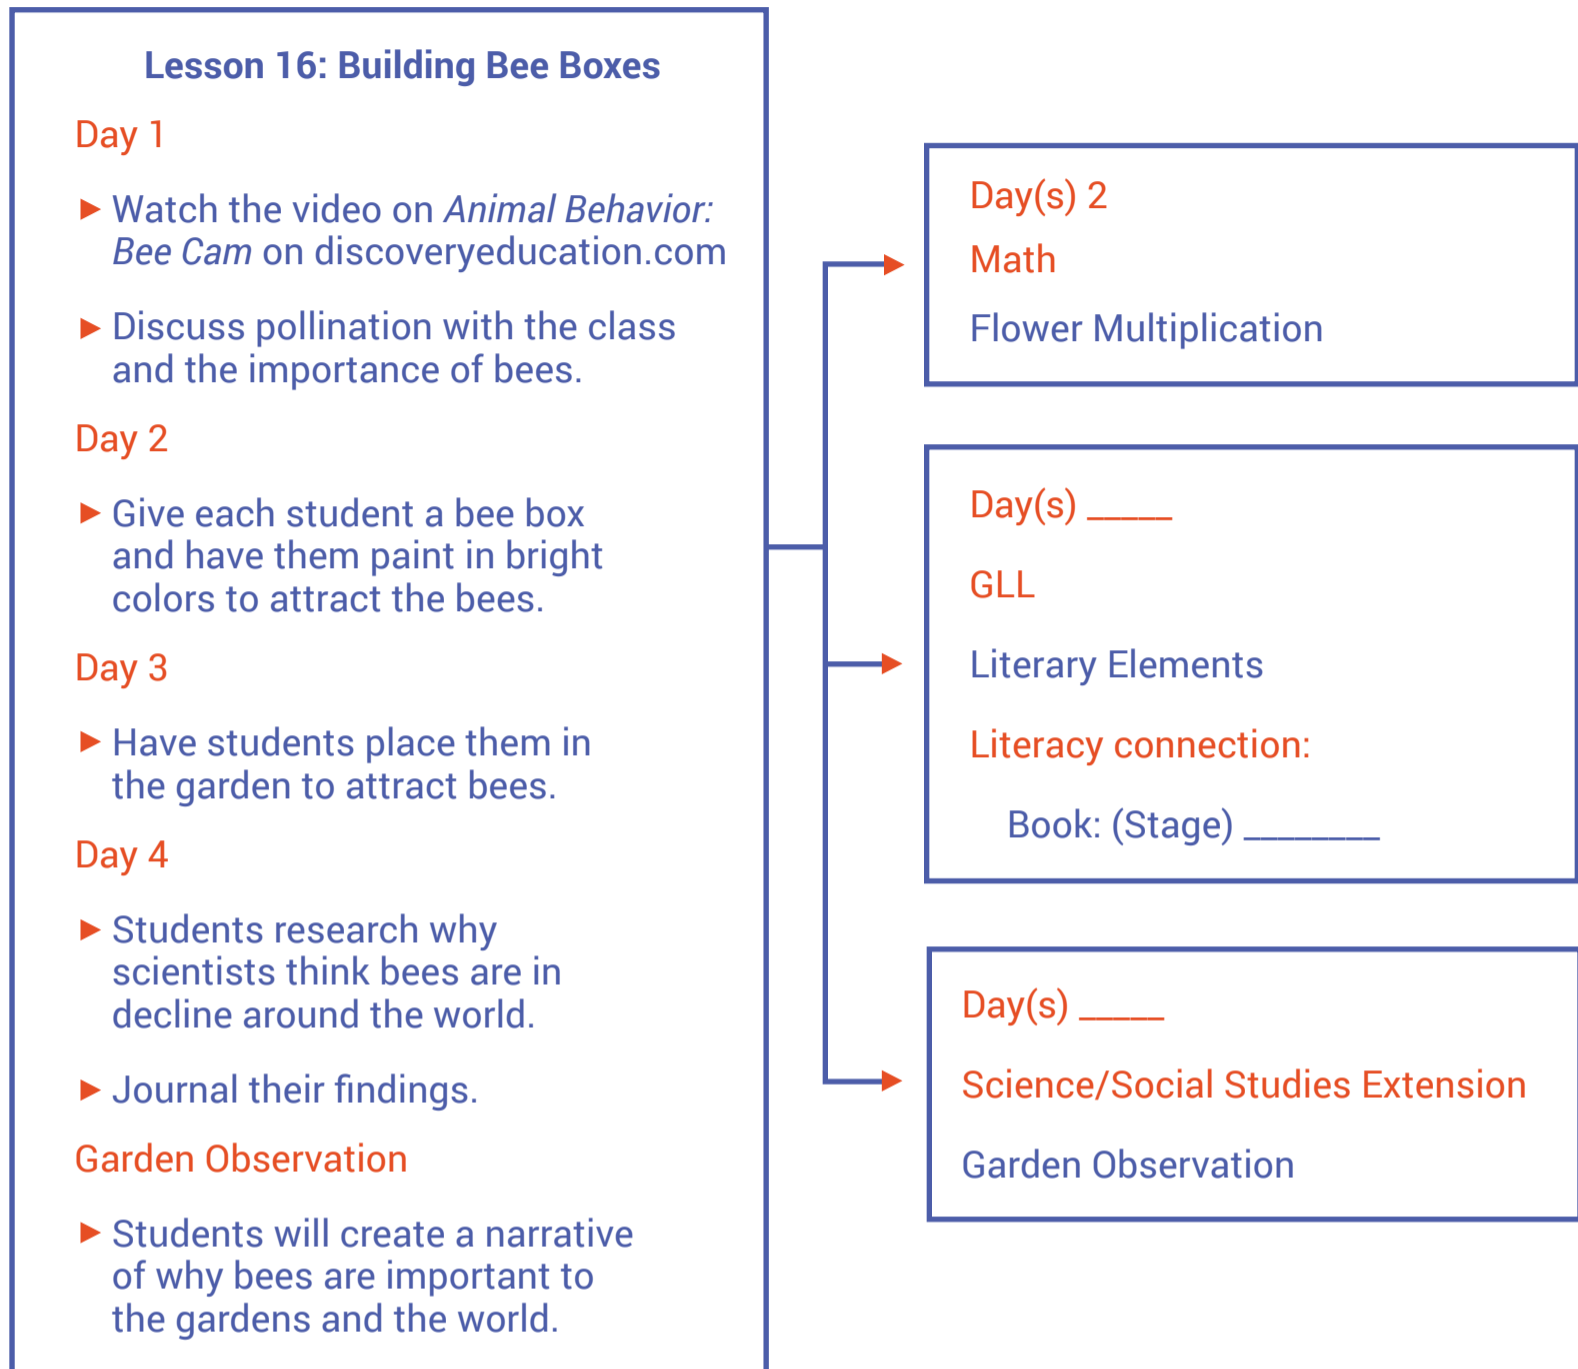 Lesson 16: Building Bee Boxes
Day 1
► Watch the video on Animal Behavior:
Bee Cam on discoveryeducation.com
► Discuss pollination with the class
and the importance of bees.
Day 2
► Give each student a bee box
and have them paint in bright
colors to attract the bees.
Day 3
► Have students place them in
the garden to attract bees.
Day 4
► Students research why
scientists think bees are in
decline around the world.
► Journal their findings.
Garden Observation
► Students will create a narrative
of why bees are important to
the gardens and the world.
Day(s) 2
Math
Flower Multiplication
Day(s) _____
GLL
Literary Elements
Literacy connection:
Book: (Stage) ________
Day(s) _____
Science/Social Studies Extension
Garden Observation